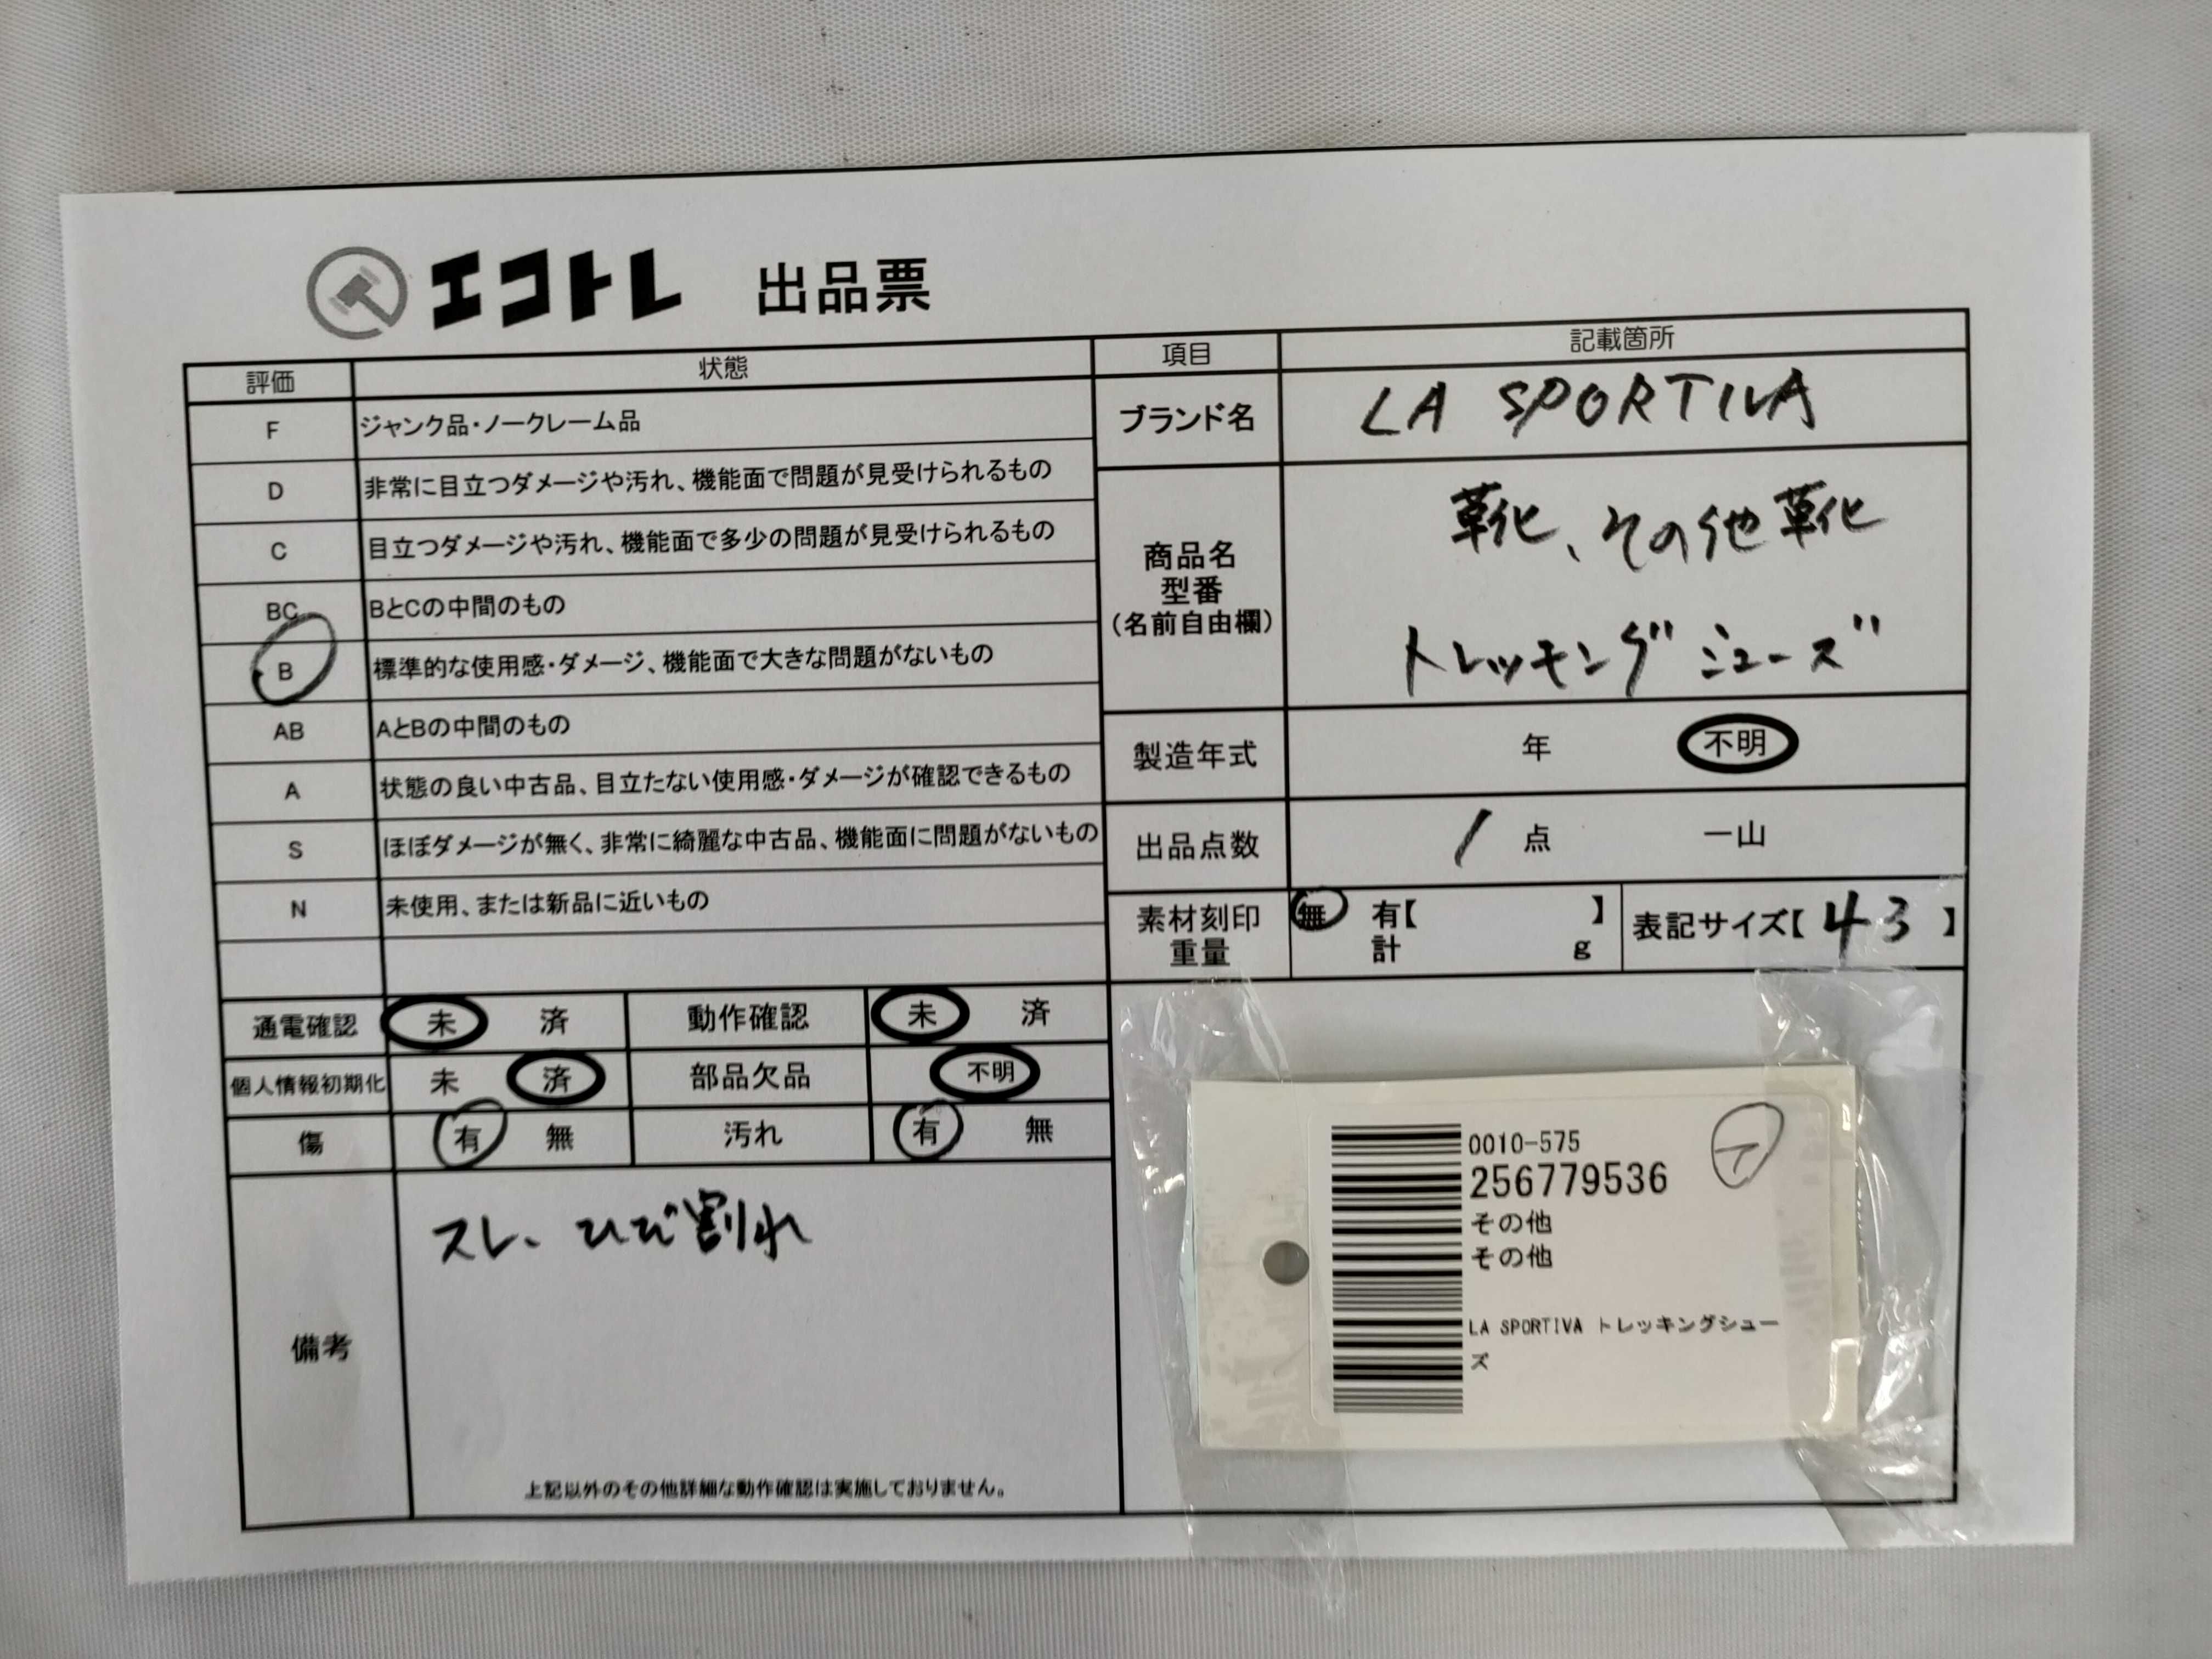 エコトレ 出品票
評価 状態
F ジャンク品・ノークレーム品
D 非常に目立つダメージや汚れ、機能面で問題が見受けられるもの
C 目立つダメージや汚れ、機能面で多少の問題が見受けられるもの
BC BとCの中間のもの
B 標準的な使用感・ダメージ、機能面で大きな問題がないもの
AB AとBの中間のもの
A 状態の良い中古品、目立たない使用感・ダメージが確認できるもの
S ほぼダメージが無く、非常に綺麗な中古品、機能面に問題がないもの
N 未使用、または新品に近いもの
項目 記載箇所
ブランド名 LA SPORTIVA
商品名
型番
(名前自由欄)
靴、その他靴
トレッキングシューズ
製造年式 年 不明
出品点数 1 点 一山
素材刻印 無 有【 】
重量 計 g
表記サイズ【 43 】
通電確認 未 済 動作確認 未 済
個人情報初期化 未 済 部品欠品 不明
傷 有 無 汚れ 有 無
備考
スレ、ひび割れ
上記以外のその他詳細な動作確認は実施しておりません。
0010-575
256779536
その他
その他
LA SPORTIVA トレッキングシュー
ズ